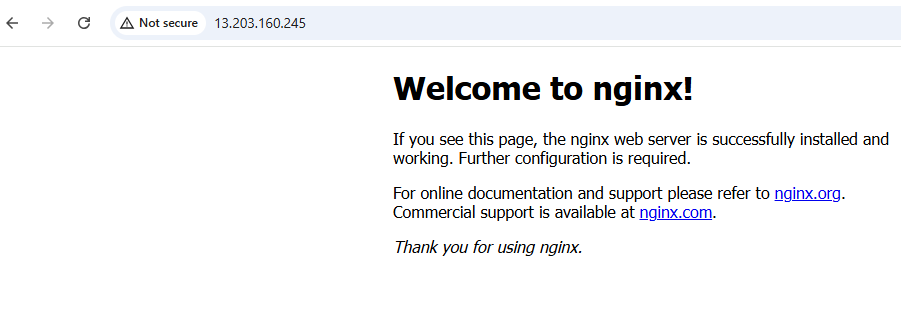 Not secure 13.203.160.245
Welcome to nginx!
If you see this page, the nginx web server is successfully installed and
working. Further configuration is required.
For online documentation and support please refer to nginx.org.
Commercial support is available at nginx.com.
Thank you for using nginx.